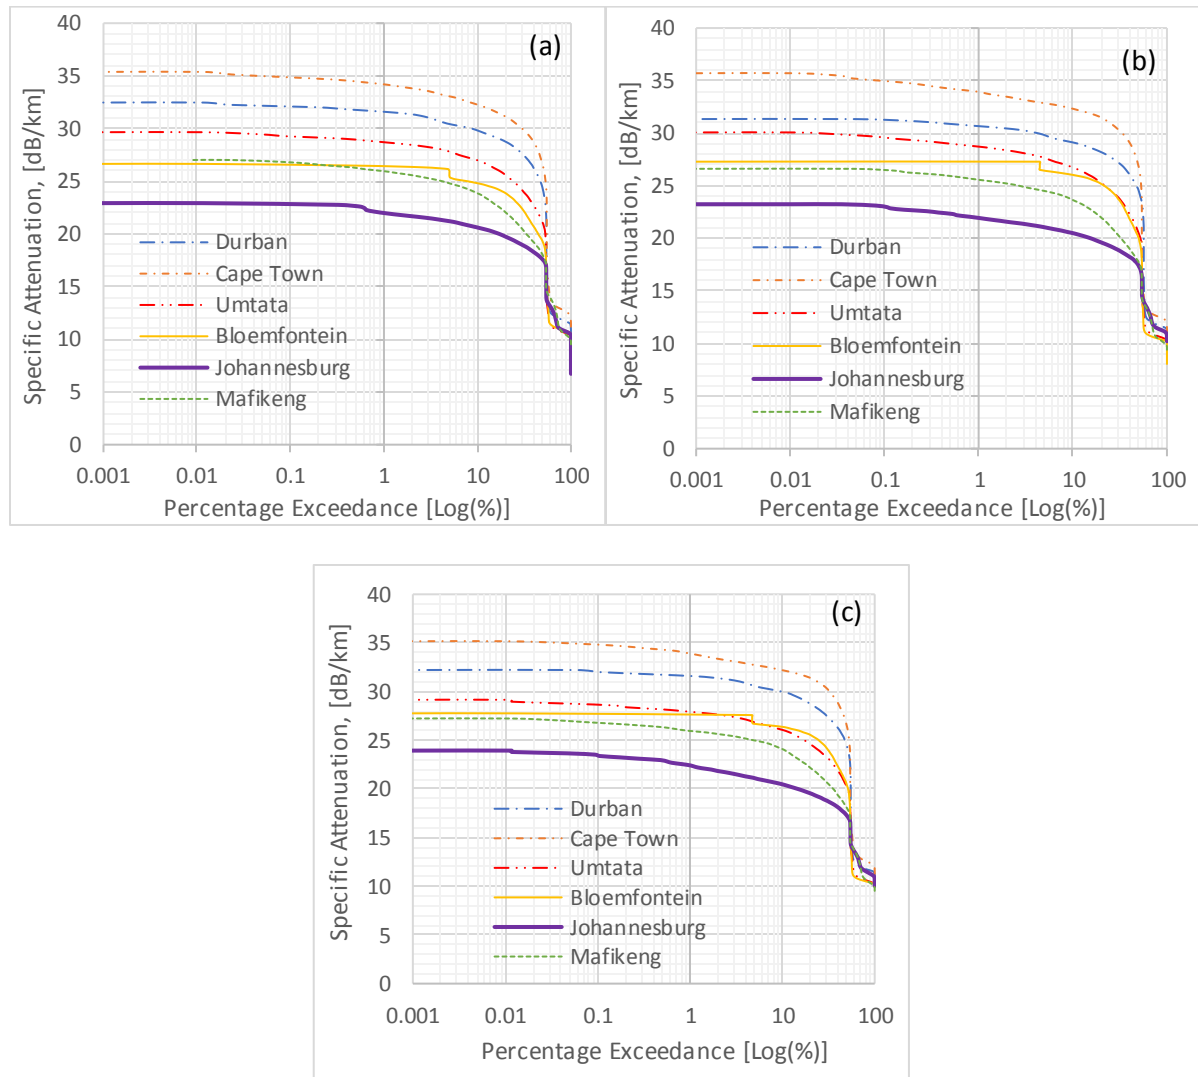 (a)
Specific Attenuation, [dB/km]
40
35
30
25
20
15
10
5
0
Durban
Cape Town
Umtata
Bloemfontein
Johannesburg
Mafikeng
0.001 0.01 0.1 1 10 100
Percentage Exceedance [Log(%)]
(b)
Specific Attenuation, [dB/km]
40
35
30
25
20
15
10
5
0
Durban
Cape Town
Umtata
Bloemfontein
Johannesburg
Mafikeng
0.001 0.01 0.1 1 10 100
Percentage Exceedance [Log(%)]
(c)
Specific Attenuation, [dB/km]
40
35
30
25
20
15
10
5
0
Durban
Cape Town
Umtata
Bloemfontein
Johannesburg
Mafikeng
0.001 0.01 0.1 1 10 100
Percentage Exceedance [Log(%)]